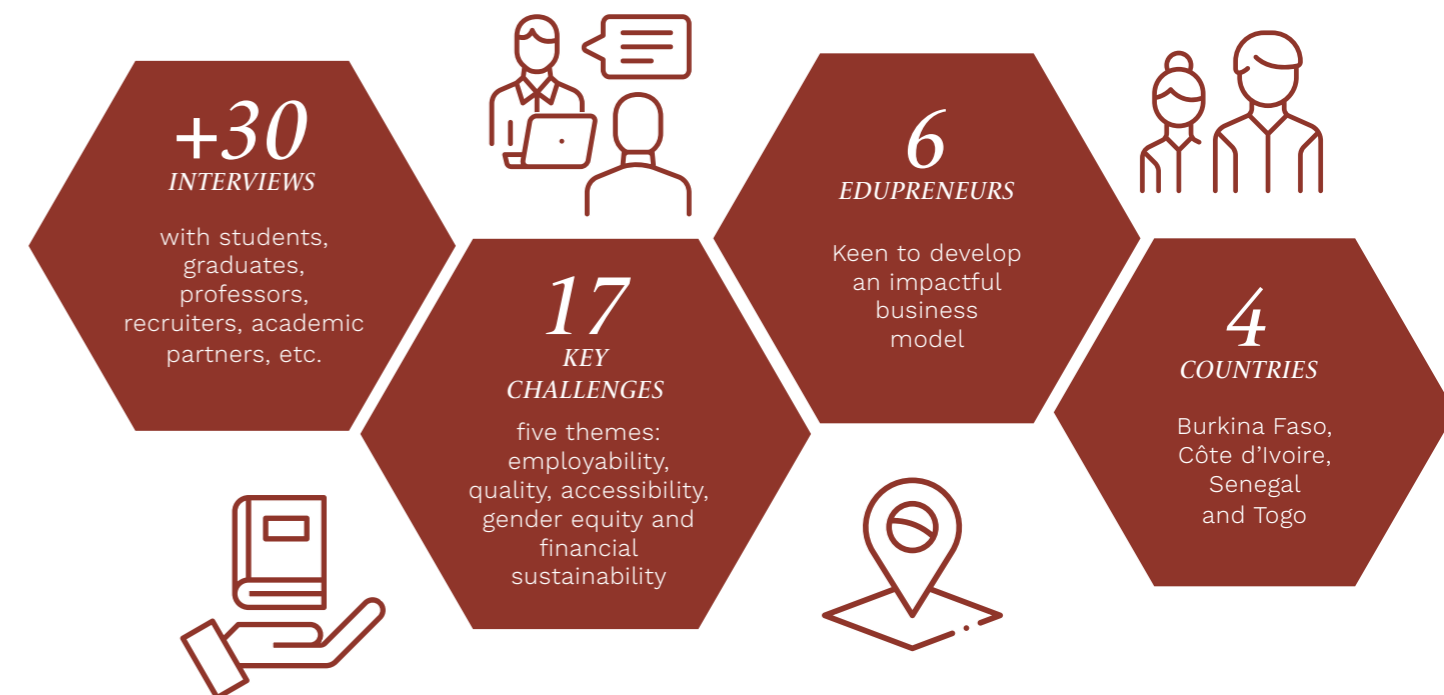 +30
INTERVIEWS
with students,
graduates,
professors,
recruiters, academic
partners, etc.
17
KEY
CHALLENGES
five themes:
employability,
quality, accessibility,
gender equity and
financial
sustainability
6
EDUPRENEURS
Keen to develop
an impactful
business
model
4
COUNTRIES
Burkina Faso,
Côte d’Ivoire,
Senegal
and Togo